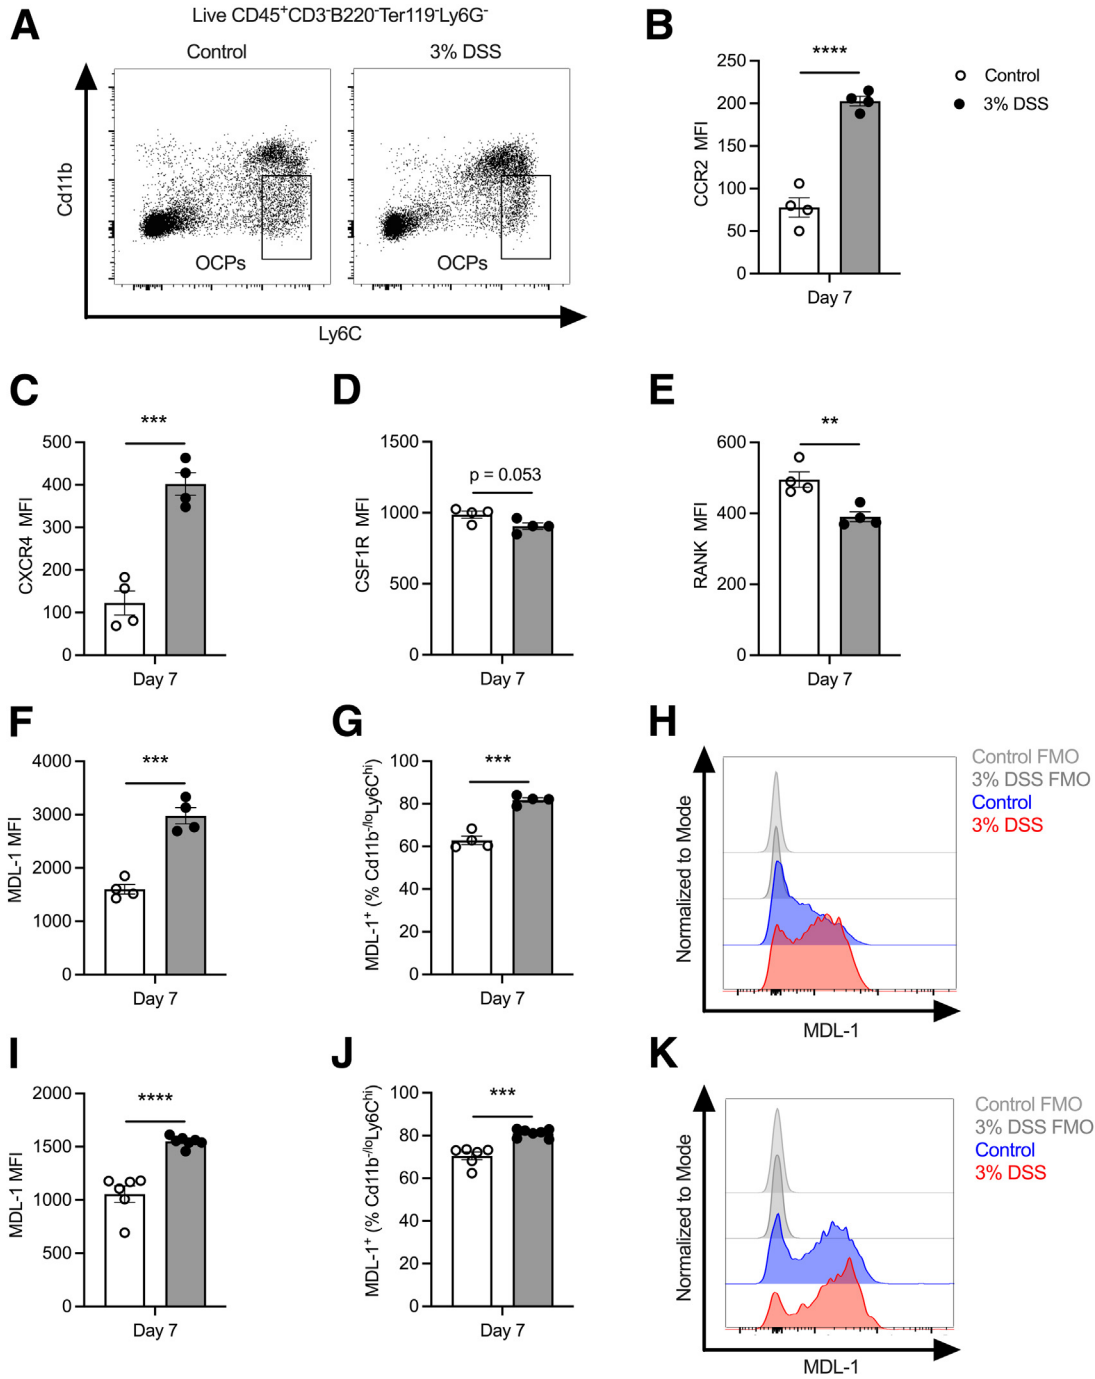 A
Live CD45⁺CD3⁻B220⁻Ter119⁻Ly6G⁻
Control
3% DSS
Cd11b
OCPs
OCPs
Ly6C
B
****
250
200
150
100
50
0
CCR2 MFI
Day 7
Control
3% DSS
C
***
500
400
300
200
100
0
CXCR4 MFI
Day 7
D
p = 0.053
1500
1000
500
0
CSF1R MFI
Day 7
E
**
600
400
200
0
RANK MFI
Day 7
F
***
4000
3000
2000
1000
0
MDL-1 MFI
Day 7
G
***
100
80
60
40
20
0
MDL-1⁺ (% Cd11b⁻/ˡᵒLy6Cʰⁱ)
Day 7
H
Control FMO
3% DSS FMO
Control
3% DSS
Normalized to Mode
MDL-1
I
****
2000
1500
1000
500
0
MDL-1 MFI
Day 7
J
***
100
80
60
40
20
0
MDL-1⁺ (% Cd11b⁻/ˡᵒLy6Cʰⁱ)
Day 7
K
Control FMO
3% DSS FMO
Control
3% DSS
Normalized to Mode
MDL-1